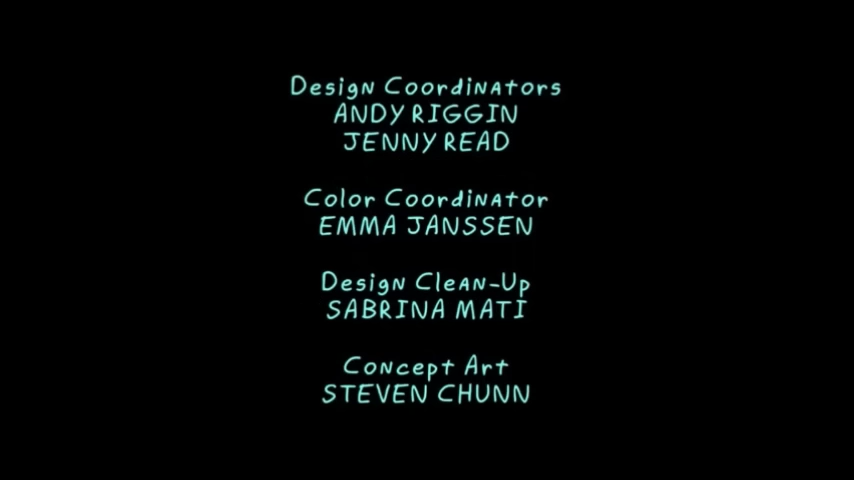 Design Coordinators
ANDY RIGGIN
JENNY READ
Color Coordinator
EMMA JANSSEN
Design Clean-Up
SABRINA MATI
Concept Art
STEVEN CHUNN